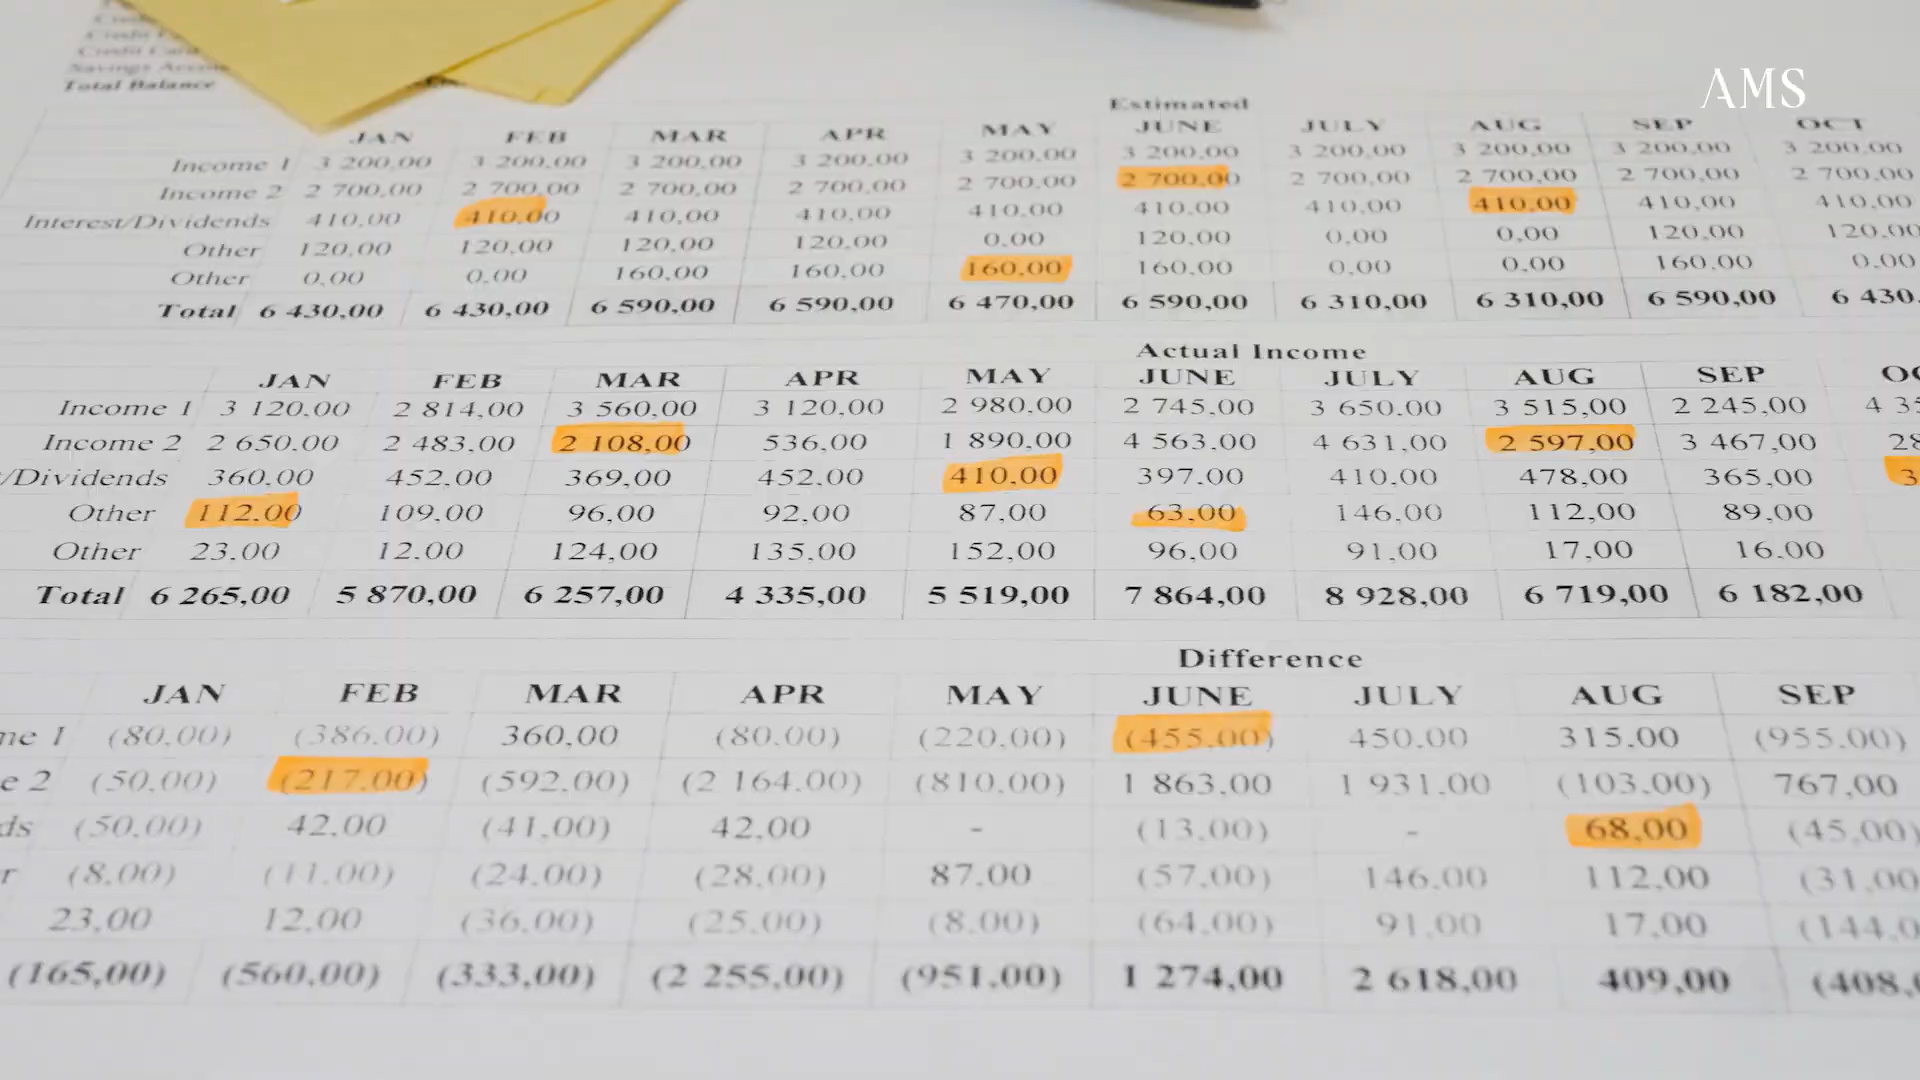 Savings Accou
Total Balance
AMS
Estimated
JAN FEB MAR APR MAY JUNE JULY AUG SEP OCT
Income 1 3 200,00 3 200,00 3 200,00 3 200,00 3 200,00 3 200,00 3 200,00 3 200,00 3 200,00 3 200,00
Income 2 2 700,00 2 700,00 2 700,00 2 700,00 2 700,00 2 700,00 2 700,00 2 700,00 2 700,00 2 700,00
Interest/Dividends 410,00 410,00 410,00 410,00 410,00 410,00 410,00 410,00 410,00 410,00
Other 120,00 120,00 120,00 120,00 0,00 120,00 0,00 0,00 120,00 120,00
Other 0,00 0,00 160,00 160,00 160,00 160,00 0,00 0,00 160,00 0,00
Total 6 430,00 6 430,00 6 590,00 6 590,00 6 470,00 6 590,00 6 310,00 6 310,00 6 590,00 6 430,
Actual Income
JAN FEB MAR APR MAY JUNE JULY AUG SEP OC
Income 1 3 120,00 2 814,00 3 560,00 3 120,00 2 980,00 2 745,00 3 650,00 3 515,00 2 245,00 4 35
Income 2 2 650,00 2 483,00 2 108,00 536,00 1 890,00 4 563,00 4 631,00 2 597,00 3 467,00 28
/Dividends 360,00 452,00 369,00 452,00 410,00 397,00 410,00 478,00 365,00 3
Other 112,00 109,00 96,00 92,00 87,00 63,00 146,00 112,00 89,00
Other 23,00 12,00 124,00 135,00 152,00 96,00 91,00 17,00 16,00
Total 6 265,00 5 870,00 6 257,00 4 335,00 5 519,00 7 864,00 8 928,00 6 719,00 6 182,00
Difference
JAN FEB MAR APR MAY JUNE JULY AUG SEP
me 1 (80,00) (386,00) 360,00 (80,00) (220,00) (455,00) 450,00 315,00 (955,00)
e 2 (50,00) (217,00) (592,00) (2 164,00) (810,00) 1 863,00 1 931,00 (103,00) 767,00
ds (50,00) 42,00 (41,00) 42,00 - (13,00) - 68,00 (45,00)
r (8,00) (11,00) (24,00) (28,00) 87,00 (57,00) 146,00 112,00 (31,00
23,00 12,00 (36,00) (25,00) (8,00) (64,00) 91,00 17,00 (144,0
(165,00) (560,00) (333,00) (2 255,00) (951,00) 1 274,00 2 618,00 409,00 (408,0